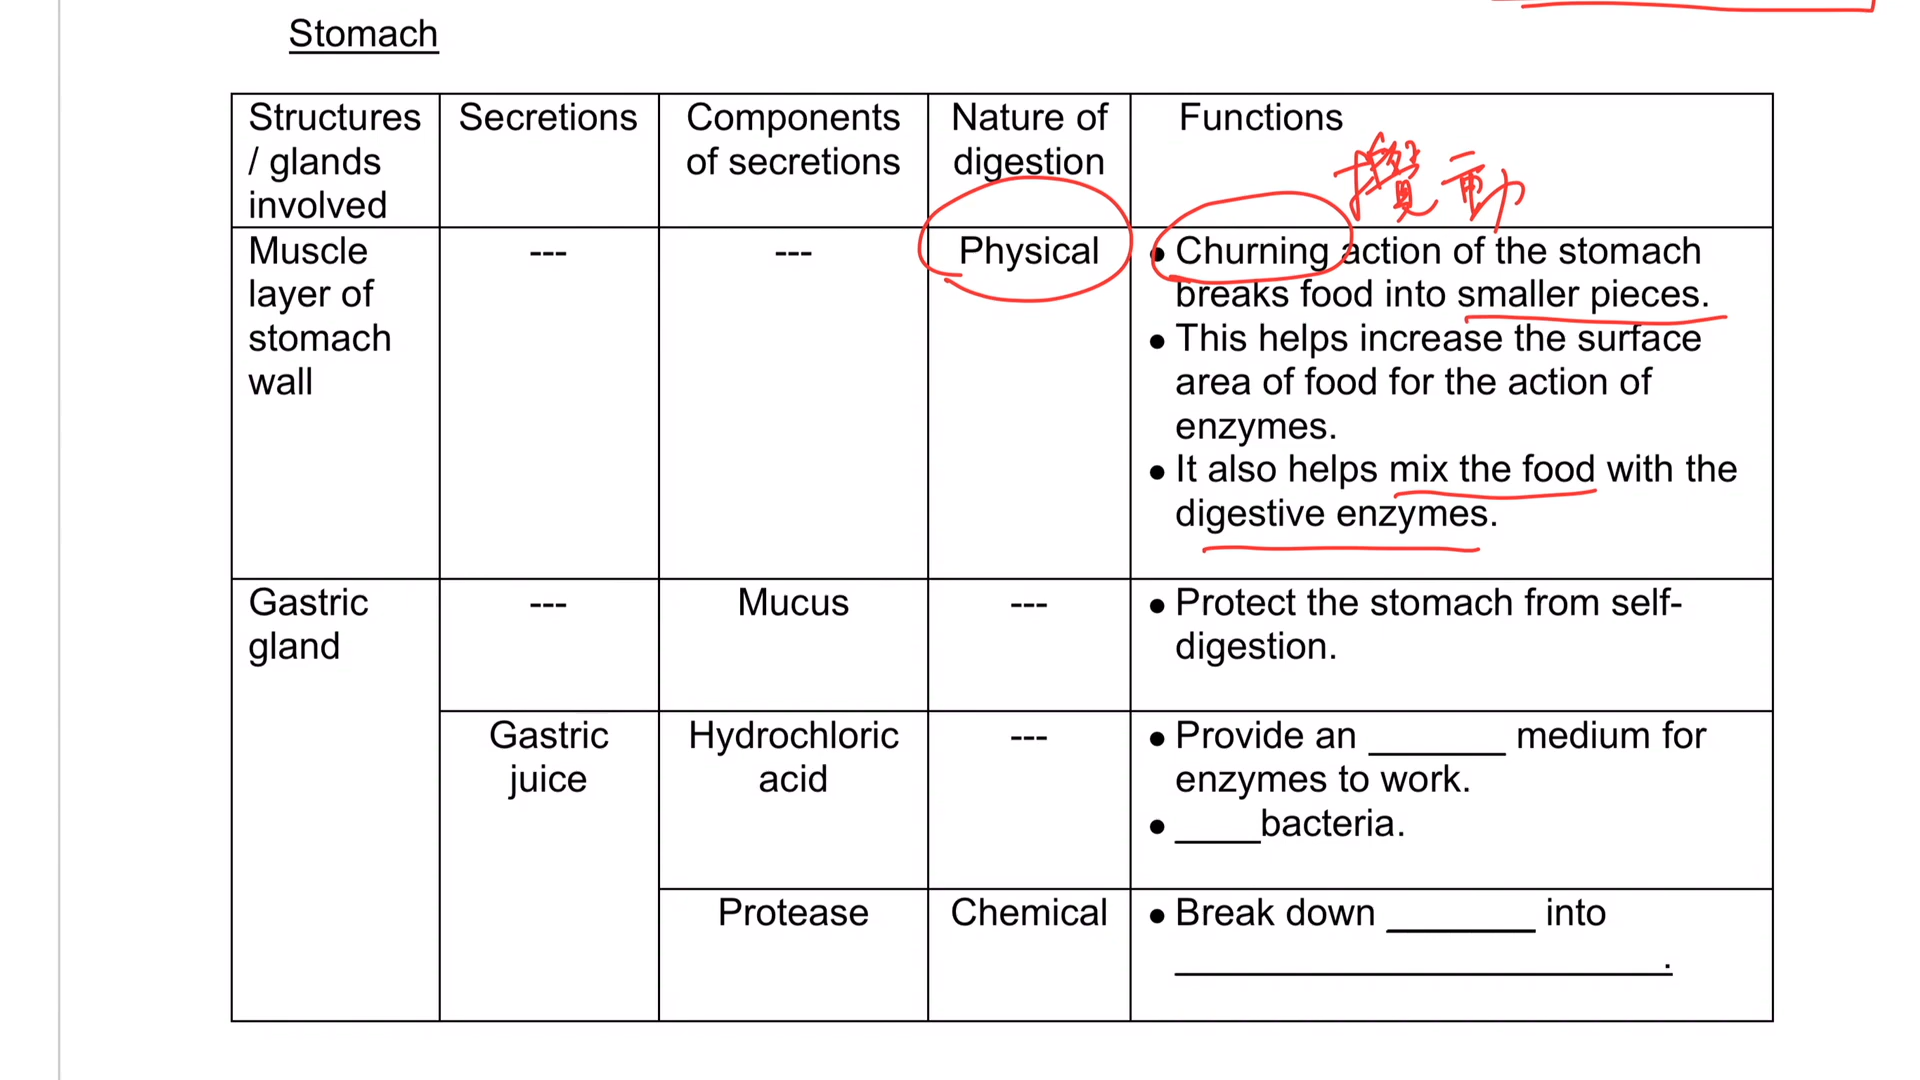 Stomach
Structures
/ glands
involved
Secretions
Components
of secretions
Nature of
digestion
Functions
攪動
Muscle
layer of
stomach
wall
---
---
Physical
● Churning action of the stomach
breaks food into smaller pieces.
● This helps increase the surface
area of food for the action of
enzymes.
● It also helps mix the food with the
digestive enzymes.
Gastric
gland
---
Mucus
---
● Protect the stomach from self-
digestion.
Gastric
juice
Hydrochloric
acid
---
● Provide an ______ medium for
enzymes to work.
● ____bacteria.
Protease
Chemical
● Break down _______ into
_______________________.